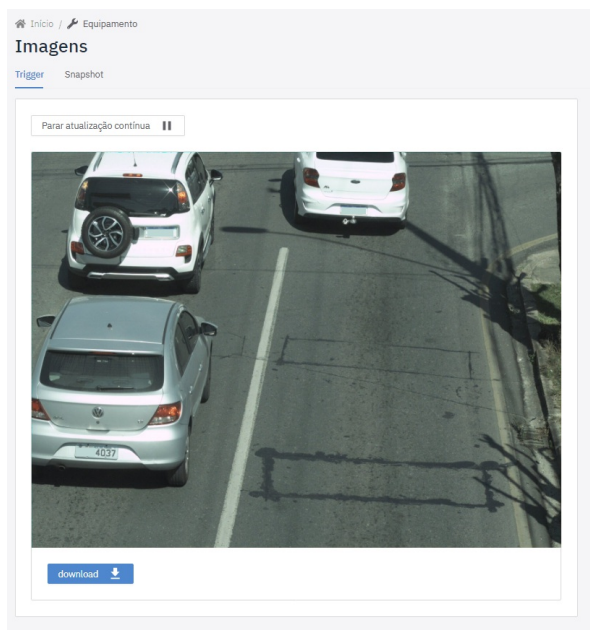 Início / Equipamento
Imagens
Trigger Snapshot
Parar atualização contínua
4037
download